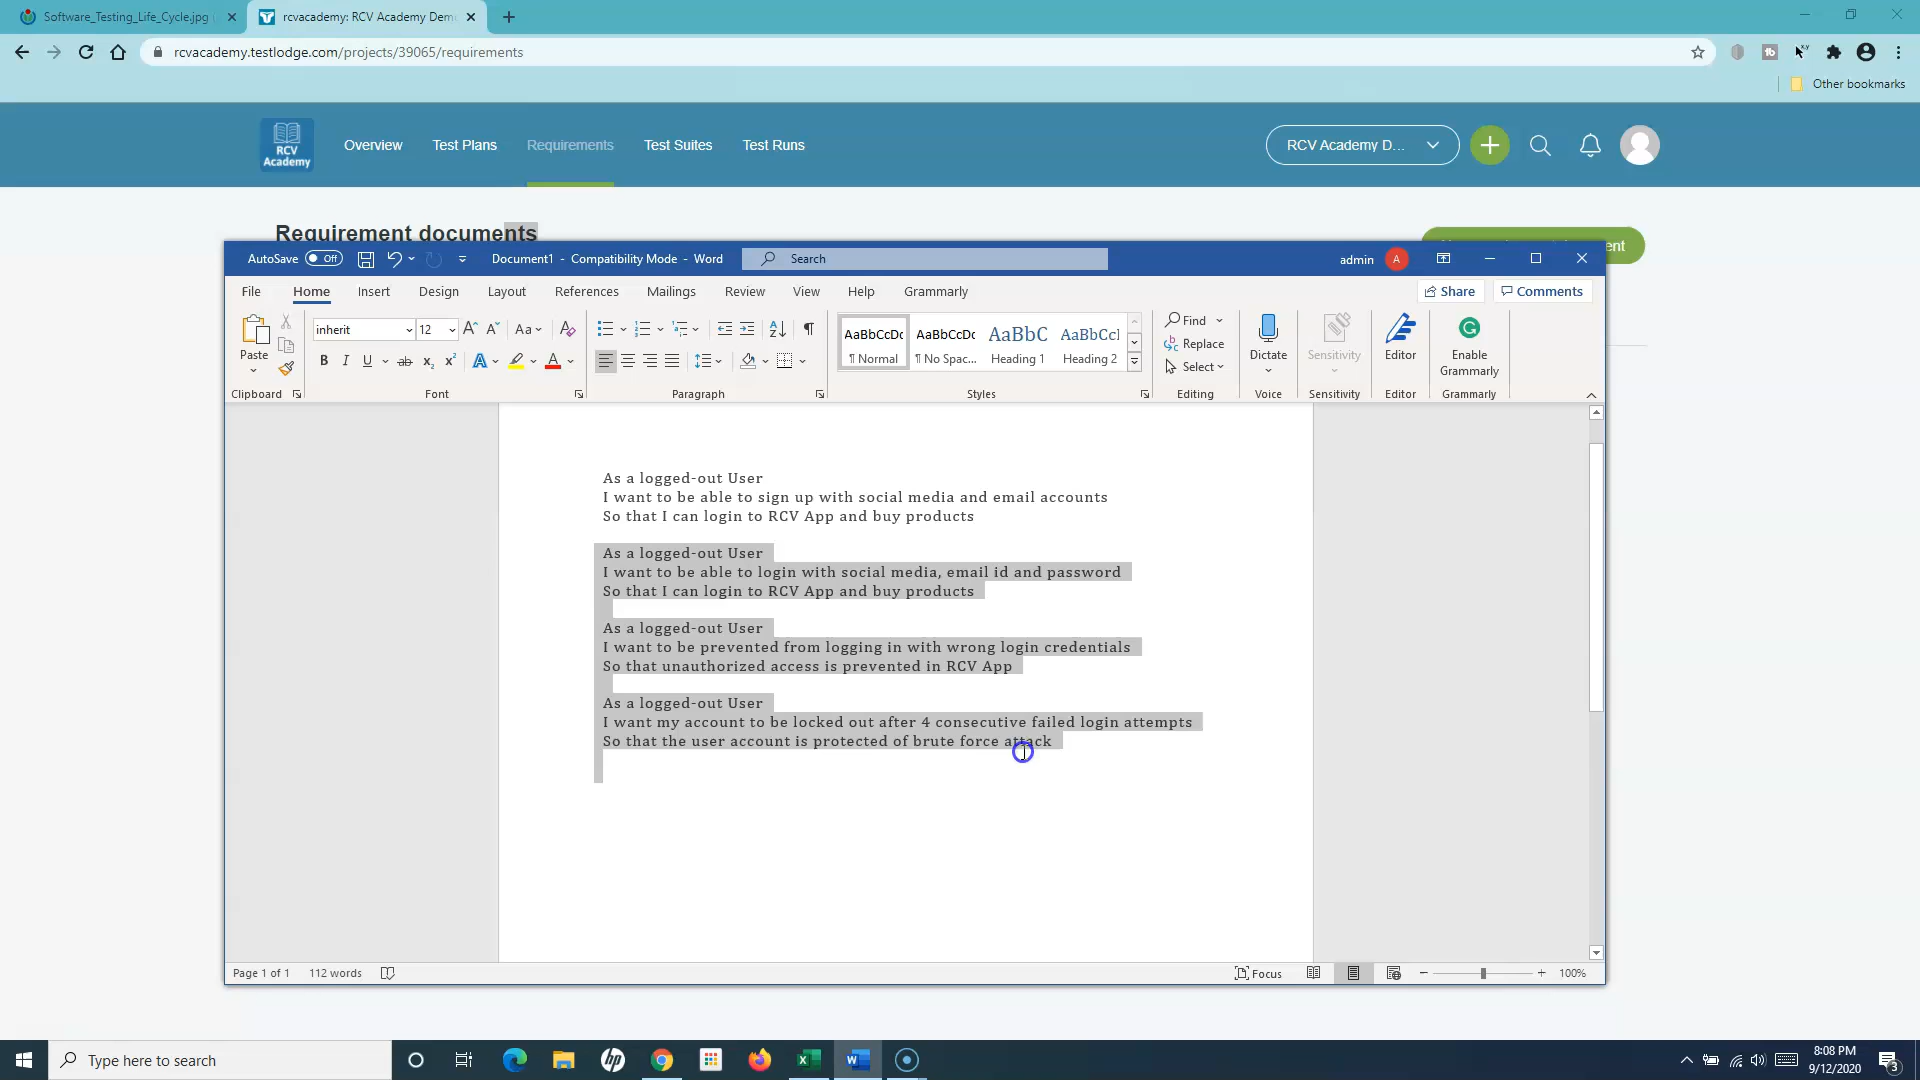 Software_Testing_Life_Cycle.jpg
rcvacademy: RCV Academy Dem
rcvacademy.testlodge.com/projects/39065/requirements
Other bookmarks
RCV
Academy
Overview
Test Plans
Requirements
Test Suites
Test Runs
RCV Academy D...
Requirement documents
AutoSave
Off
Document1 - Compatibility Mode - Word
Search
admin
A
File
Home
Insert
Design
Layout
References
Mailings
Review
View
Help
Grammarly
Share
Comments
Paste
inherit
12
AaBbCcDc
¶ Normal
AaBbCcDc
¶ No Spac...
AaBbC
Heading 1
AaBbCcI
Heading 2
Find
Replace
Select
Dictate
Sensitivity
Editor
Enable
Grammarly
Clipboard
Font
Paragraph
Styles
Editing
Voice
Sensitivity
Editor
Grammarly
As a logged-out User
I want to be able to sign up with social media and email accounts
So that I can login to RCV App and buy products
As a logged-out User
I want to be able to login with social media, email id and password
So that I can login to RCV App and buy products
As a logged-out User
I want to be prevented from logging in with wrong login credentials
So that unauthorized access is prevented in RCV App
As a logged-out User
I want my account to be locked out after 4 consecutive failed login attempts
So that the user account is protected of brute force attack
Page 1 of 1
112 words
Focus
100%
Type here to search
8:08 PM
9/12/2020
3